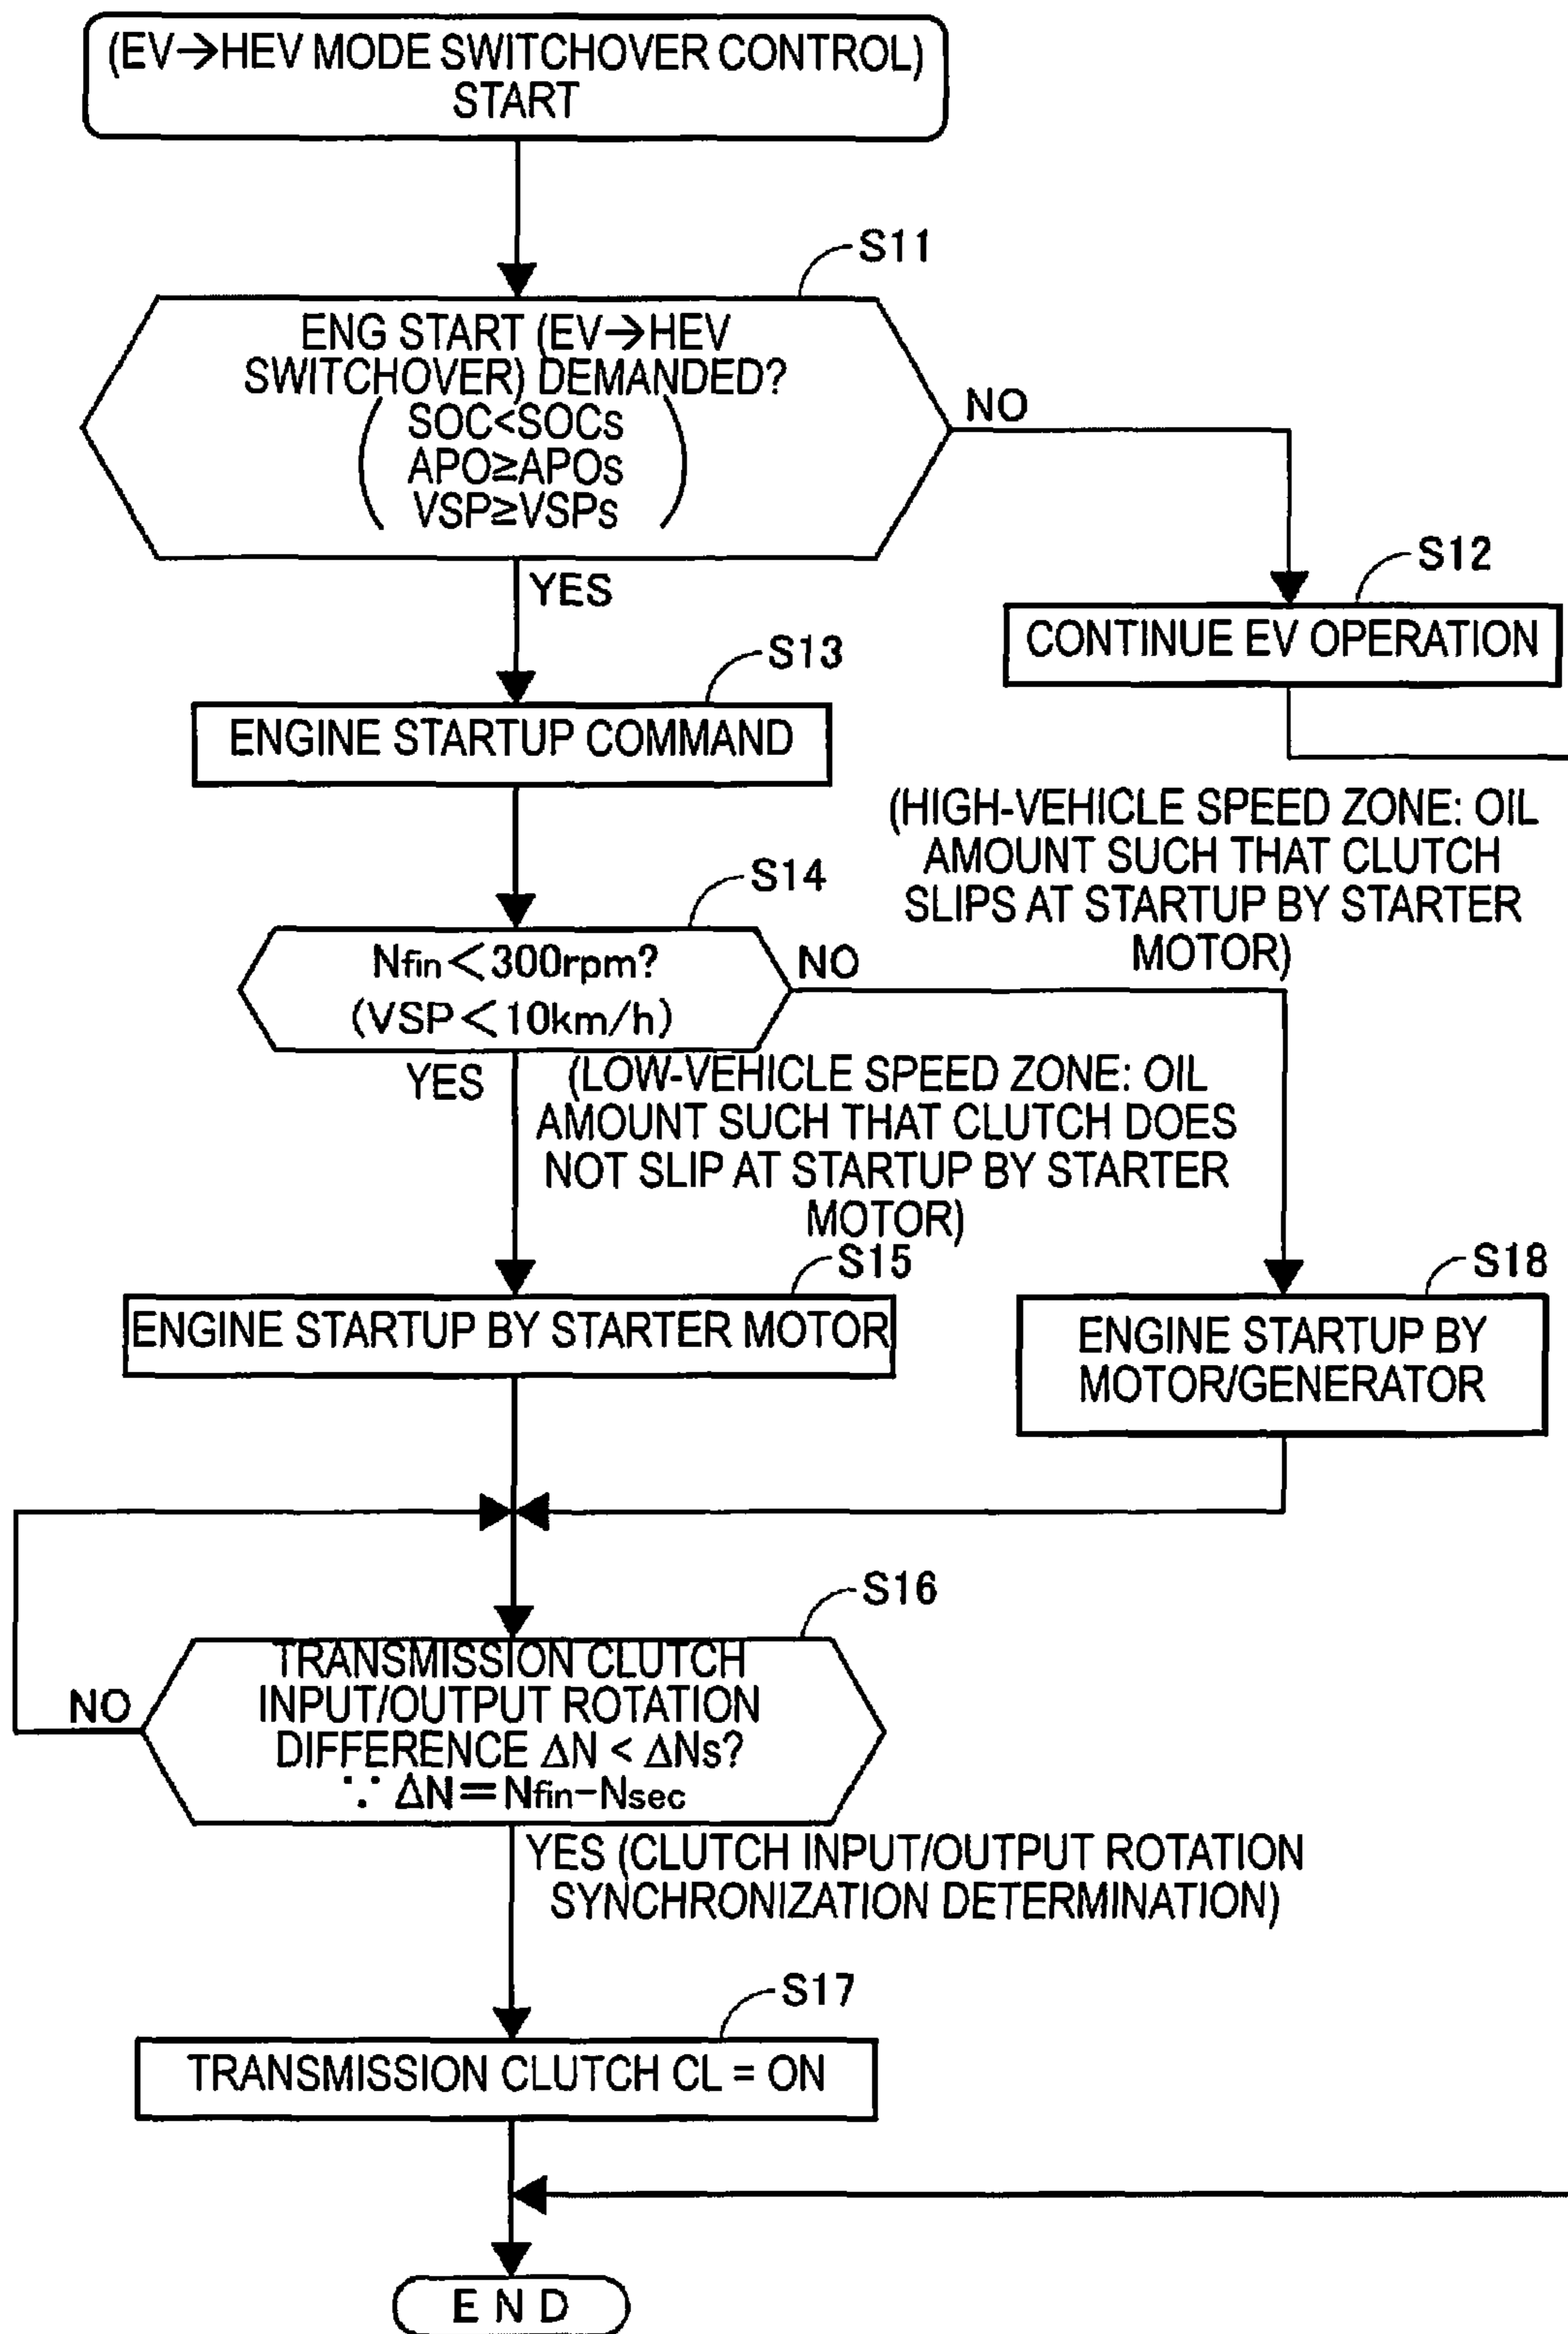 (EV→HEV MODE SWITCHOVER CONTROL)
START
S11
ENG START (EV→HEV
SWITCHOVER) DEMANDED?
( SOC<SOCs
APO≥APOs
VSP≥VSPs )
NO
YES
S12
CONTINUE EV OPERATION
S13
ENGINE STARTUP COMMAND
(HIGH-VEHICLE SPEED ZONE: OIL
AMOUNT SUCH THAT CLUTCH
SLIPS AT STARTUP BY STARTER
MOTOR)
S14
Nfin<300rpm?
(VSP<10km/h)
NO
YES
(LOW-VEHICLE SPEED ZONE: OIL
AMOUNT SUCH THAT CLUTCH DOES
NOT SLIP AT STARTUP BY STARTER
MOTOR)
S15
ENGINE STARTUP BY STARTER MOTOR
S18
ENGINE STARTUP BY
MOTOR/GENERATOR
S16
TRANSMISSION CLUTCH
INPUT/OUTPUT ROTATION
DIFFERENCE ΔN < ΔNs?
∵ ΔN=Nfin-Nsec
NO
YES (CLUTCH INPUT/OUTPUT ROTATION
SYNCHRONIZATION DETERMINATION)
S17
TRANSMISSION CLUTCH CL = ON
END